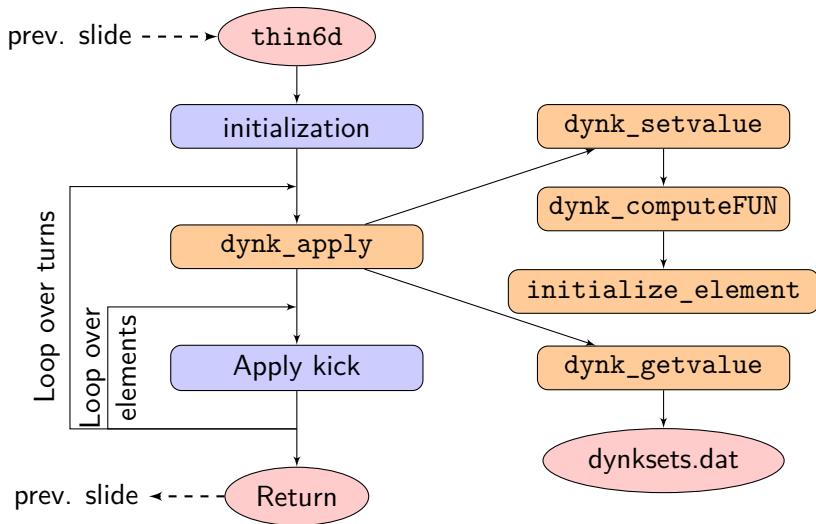 prev. slide
thin6d
initialization
dynk_setvalue
dynk_computeFUN
dynk_apply
initialize_element
Loop over turns
Loop over
elements
Apply kick
dynk_getvalue
dynksets.dat
prev. slide
Return